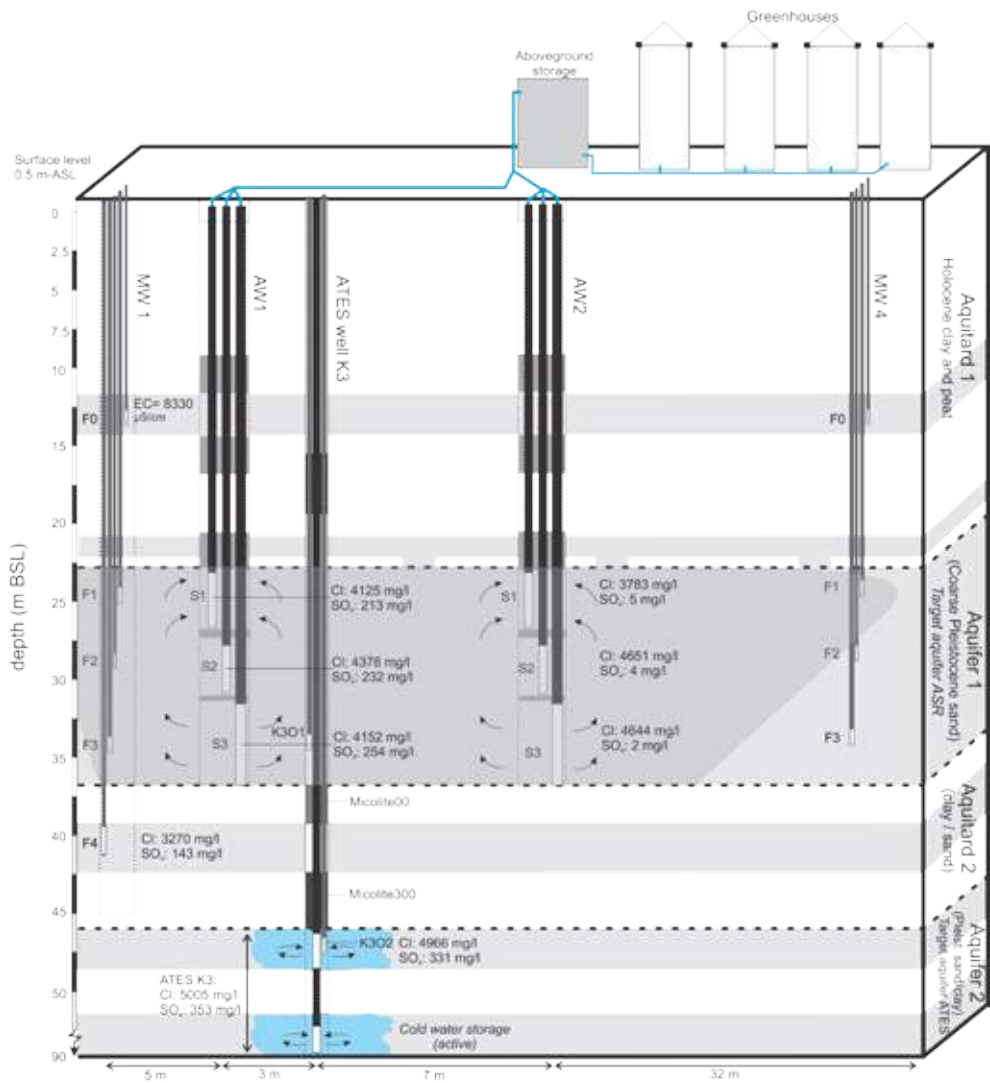 Greenhouses
Aboveground
storage
Surface level
0.5 m-ASL
0
2.5
5
7.5
10
15
20
25
30
35
40
45
50
90
depth (m BSL)
MW 1
AW1
ATES well K3
AW2
MW 4
Aquitard 1
Holocene clay and peat
EC= 8330
µS/cm
F0
F0
F1
S1
Cl: 4125 mg/l
SO₄: 213 mg/l
S1
Cl: 3783 mg/l
SO₄: 5 mg/l
F1
F2
S2
Cl: 4376 mg/l
SO₄: 232 mg/l
S2
Cl: 4651 mg/l
SO₄: 4 mg/l
F2
F3
S3
K3O1
Cl: 4152 mg/l
SO₄: 254 mg/l
S3
Cl: 4644 mg/l
SO₄: 2 mg/l
F3
Aquifer 1
(Coarse Pleistocene sand)
Target aquifer ASR
Micolite00
F4
Cl: 3270 mg/l
SO₄: 143 mg/l
Aquitard 2
(clay / sand)
Micolite300
K3O2
Cl: 4966 mg/l
SO₄: 331 mg/l
ATES K3:
Cl: 5005 mg/l
SO₄: 353 mg/l
Cold water storage
(active)
Aquifer 2
(Pleist. sand/clay)
Target aquifer ATES
5 m
3 m
7 m
32 m